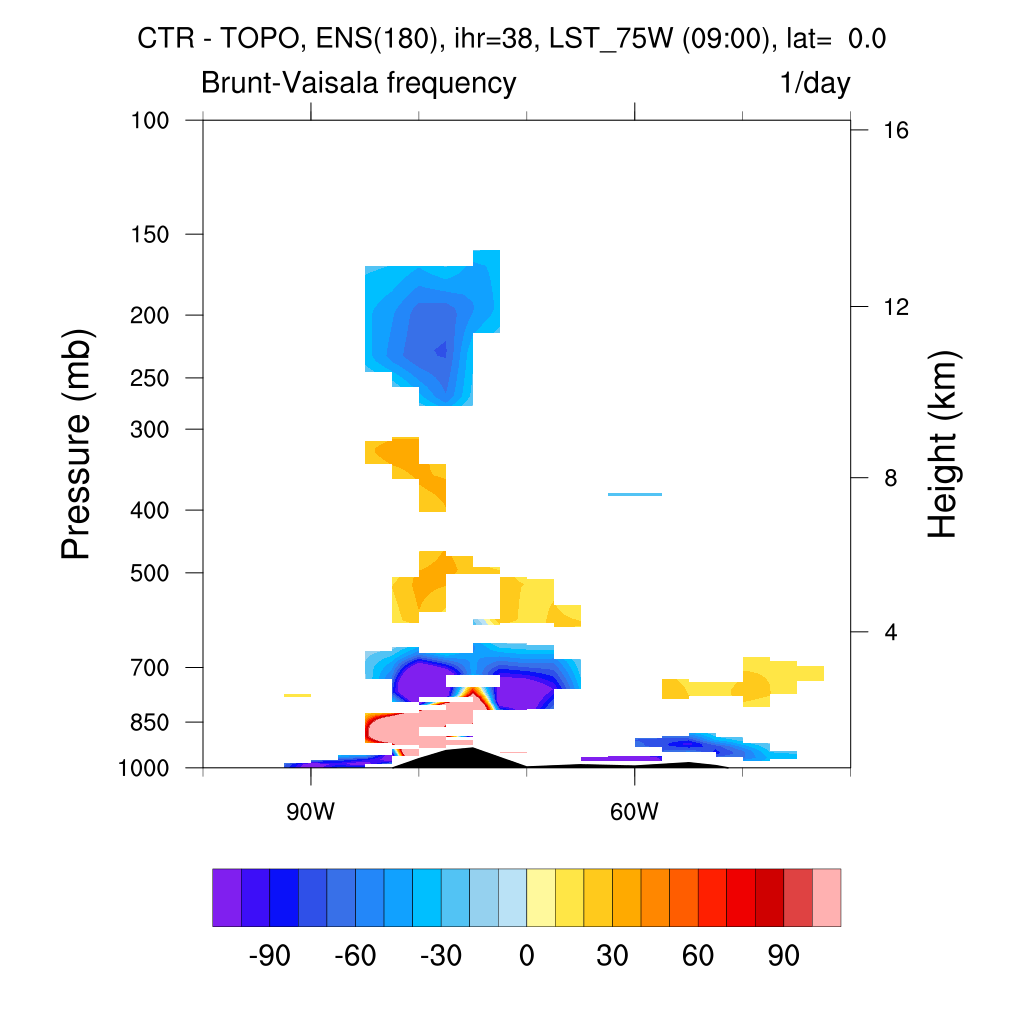 CTR - TOPO, ENS(180), ihr=38, LST_75W (09:00), lat=  0.0
Brunt-Vaisala frequency 1/day
100
150
200
250
300
400
500
700
850
1000
Pressure (mb)
16
12
8
4
Height (km)
90W 60W
-90 -60 -30 0 30 60 90